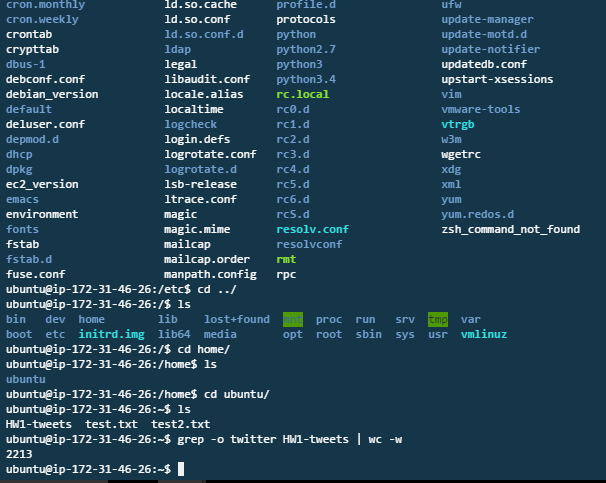 cron.monthly ld.so.cache profile.d ufw
cron.weekly ld.so.conf protocols update-manager
crontab ld.so.conf.d python update-motd.d
crypttab ldap python2.7 update-notifier
dbus-1 legal python3 updatedb.conf
debconf.conf libaudit.conf python3.4 upstart-xsessions
debian_version locale.alias rc.local vim
default localtime rc0.d vmware-tools
deluser.conf logcheck rc1.d vtrgb
depmod.d login.defs rc2.d w3m
dhcp logrotate.conf rc3.d wgetrc
dpkg logrotate.d rc4.d xdg
ec2_version lsb-release rc5.d xml
emacs ltrace.conf rc6.d yum
environment magic rcS.d yum.redos.d
fonts magic.mime resolv.conf zsh_command_not_found
fstab mailcap resolvconf
fstab.d mailcap.order rmt
fuse.conf manpath.config rpc
ubuntu@ip-172-31-46-26:/etc$ cd ../
ubuntu@ip-172-31-46-26:/$ ls
bin dev home lib lost+found mnt proc run srv tmp var
boot etc initrd.img lib64 media opt root sbin sys usr vmlinuz
ubuntu@ip-172-31-46-26:/$ cd home/
ubuntu@ip-172-31-46-26:/home$ ls
ubuntu
ubuntu@ip-172-31-46-26:/home$ cd ubuntu/
ubuntu@ip-172-31-46-26:~$ ls
HW1-tweets test.txt test2.txt
ubuntu@ip-172-31-46-26:~$ grep -o twitter HW1-tweets | wc -w
2213
ubuntu@ip-172-31-46-26:~$